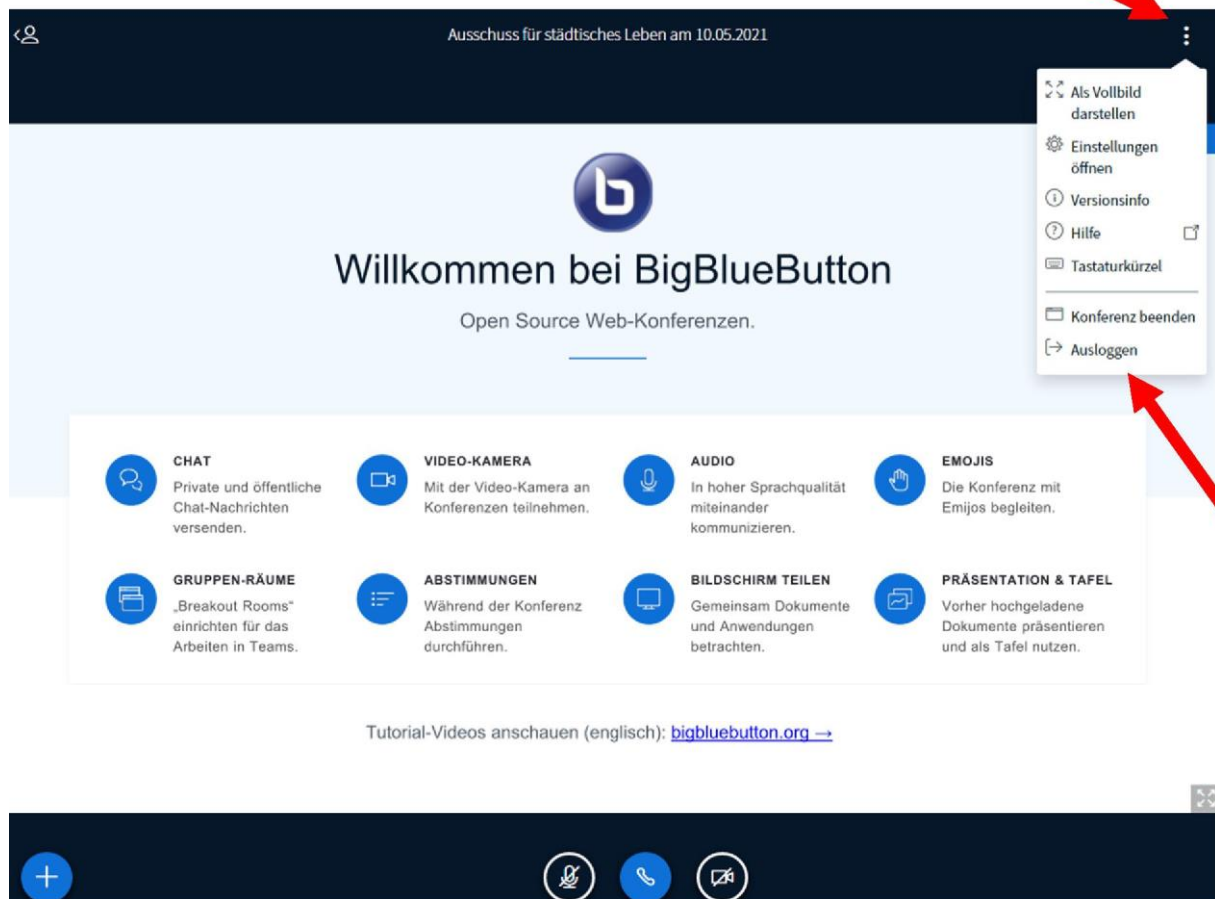 Ausschuss für städtisches Leben am 10.05.2021
Als Vollbild
darstellen
Einstellungen
öffnen
Versionsinfo
Hilfe
Tastaturkürzel
Konferenz beenden
Ausloggen
b
Willkommen bei BigBlueButton
Open Source Web-Konferenzen.
CHAT
Private und öffentliche
Chat-Nachrichten
versenden.
VIDEO-KAMERA
Mit der Video-Kamera an
Konferenzen teilnehmen.
AUDIO
In hoher Sprachqualität
miteinander
kommunizieren.
EMOJIS
Die Konferenz mit
Emijos begleiten.
GRUPPEN-RÄUME
„Breakout Rooms"
einrichten für das
Arbeiten in Teams.
ABSTIMMUNGEN
Während der Konferenz
Abstimmungen
durchführen.
BILDSCHIRM TEILEN
Gemeinsam Dokumente
und Anwendungen
betrachten.
PRÄSENTATION & TAFEL
Vorher hochgeladene
Dokumente präsentieren
und als Tafel nutzen.
Tutorial-Videos anschauen (englisch): bigbluebutton.org →